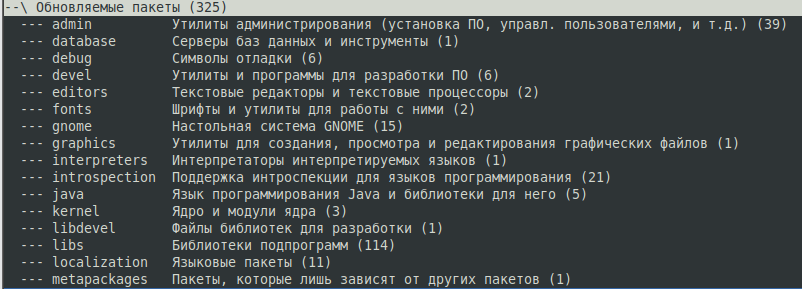 --\ Обновляемые пакеты (325)
--- admin Утилиты администрирования (установка ПО, управл. пользователями, и т.д.) (39)
--- database Серверы баз данных и инструменты (1)
--- debug Символы отладки (6)
--- devel Утилиты и программы для разработки ПО (6)
--- editors Текстовые редакторы и текстовые процессоры (2)
--- fonts Шрифты и утилиты для работы с ними (2)
--- gnome Настольная система GNOME (15)
--- graphics Утилиты для создания, просмотра и редактирования графических файлов (1)
--- interpreters Интерпретаторы интерпретируемых языков (1)
--- introspection Поддержка интроспекции для языков программирования (21)
--- java Язык программирования Java и библиотеки для него (5)
--- kernel Ядро и модули ядра (3)
--- libdevel Файлы библиотек для разработки (1)
--- libs Библиотеки подпрограмм (114)
--- localization Языковые пакеты (11)
--- metapackages Пакеты, которые лишь зависят от других пакетов (1)